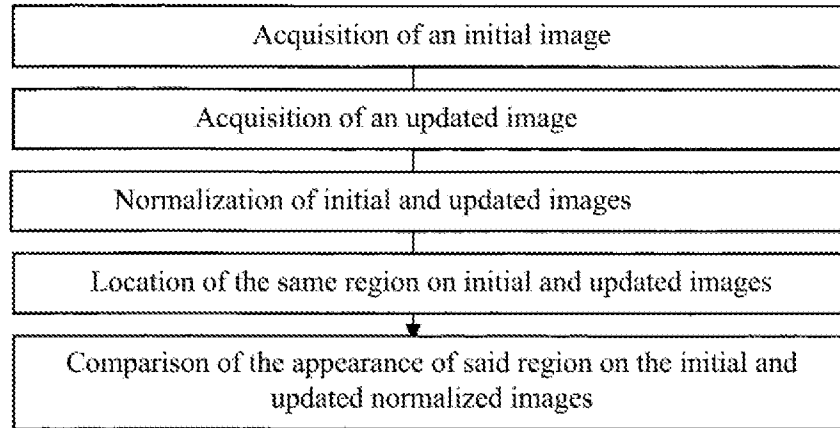 Acquisition of an initial image
Acquisition of an updated image
Normalization of initial and updated images
Location of the same region on initial and updated images
Comparison of the appearance of said region on the initial and
updated normalized images